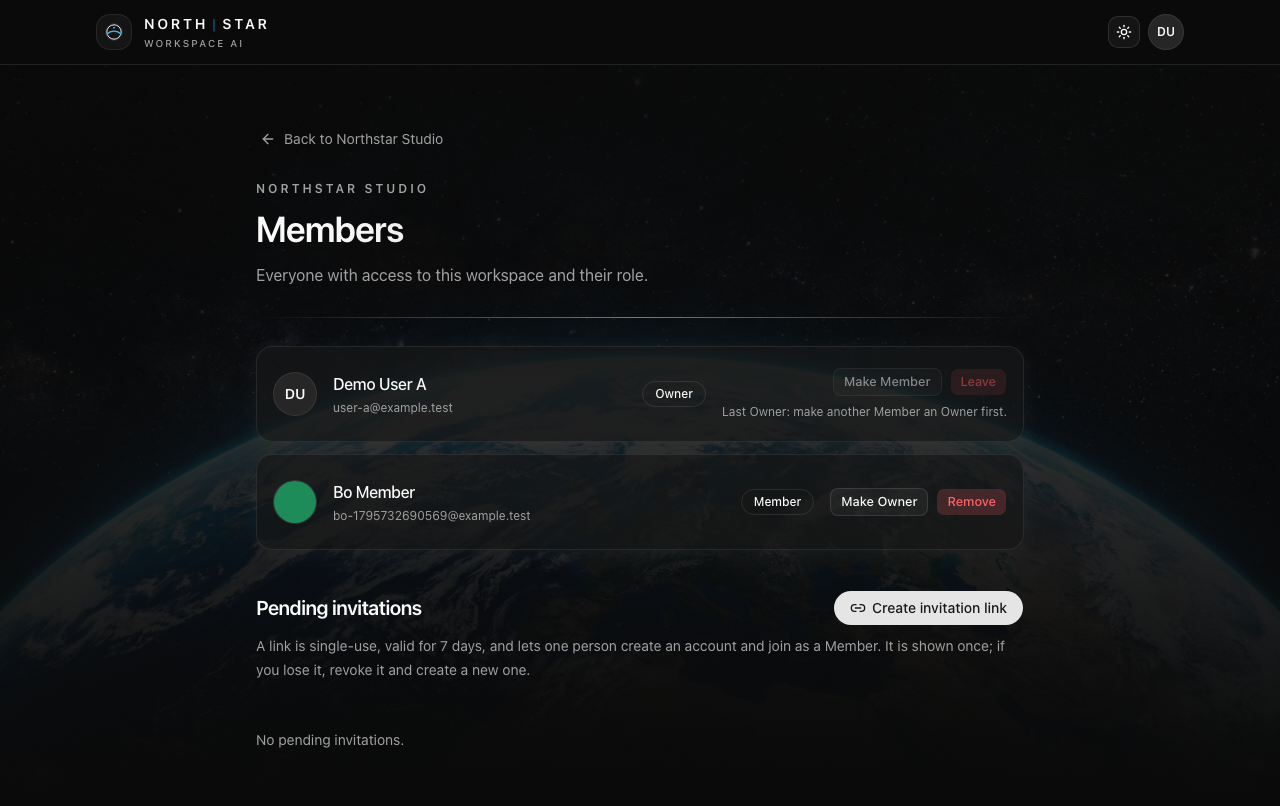 NORTH | STAR
WORKSPACE AI
DU
Back to Northstar Studio
NORTHSTAR STUDIO
Members
Everyone with access to this workspace and their role.
DU
Demo User A
user-a@example.test
Owner
Make Member
Leave
Last Owner: make another Member an Owner first.
Bo Member
bo-1795732690569@example.test
Member
Make Owner
Remove
Pending invitations
Create invitation link
A link is single-use, valid for 7 days, and lets one person create an account and join as a Member. It is shown once; if
you lose it, revoke it and create a new one.
No pending invitations.